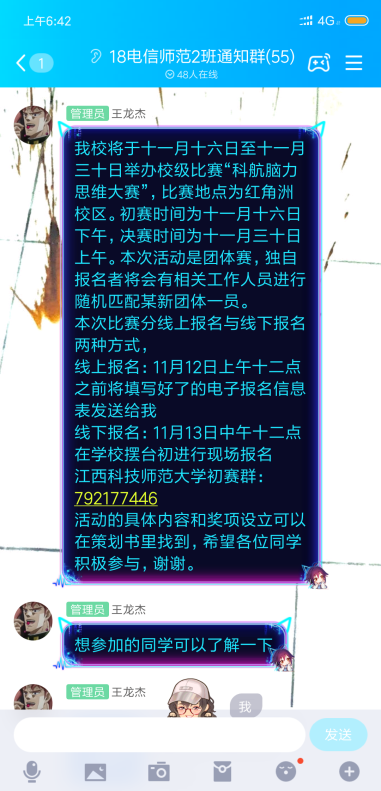 上午6:42
4G
1
18电信师范2班通知群(55)
48人在线
管理员 王龙杰
我校将于十一月十六日至十一月
三十日举办校级比赛“科航脑力
思维大赛”，比赛地点为红角洲
校区。初赛时间为十一月十六日
下午，决赛时间为十一月三十日
上午。本次活动是团体赛，独自
报名者将会有相关工作人员进行
随机匹配某新团体一员。
本次比赛分线上报名与线下报名
两种方式，
线上报名：11月12日上午十二点
之前将填写好了的电子报名信息
表发送给我
线下报名：11月13日中午十二点
在学校摆台初进行现场报名
江西科技师范大学初赛群：
792177446
活动的具体内容和奖项设立可以
在策划书里找到，希望各位同学
积极参与，谢谢。
管理员 王龙杰
想参加的同学可以了解一下
管理员 王龙杰
我
发送